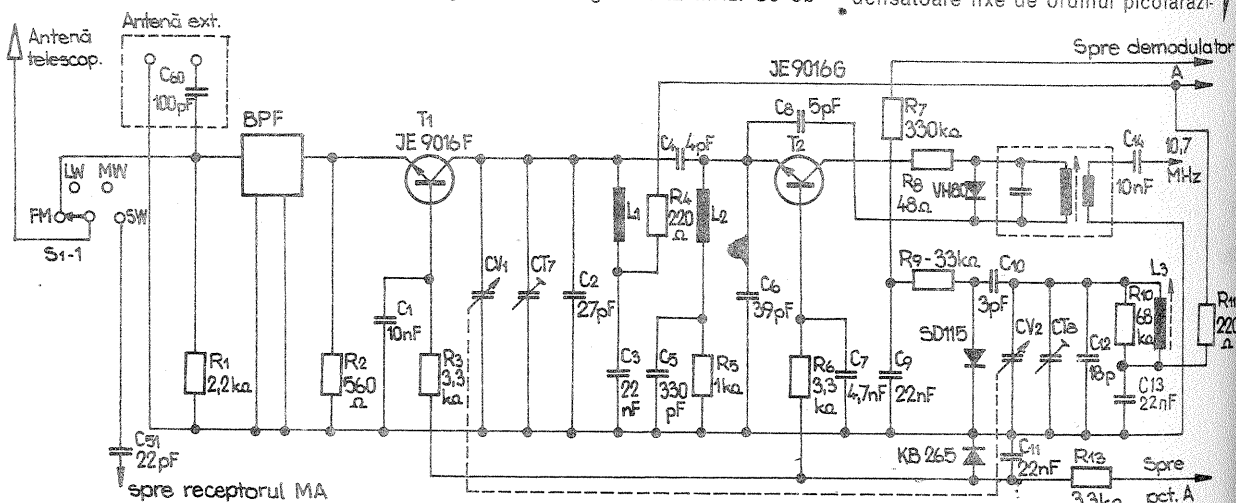 densatoare fixe de ordinul picofarazi-
Antenă ext.
Antenă
telescop.
C60
100pF
BPF
T1
JE 9016F
LW
MW
FM
SW
S1-1
C51
22pF
spre receptorul MA
R1
2,2kΩ
R2
560
Ω
C1
10nF
R3
3,3
kΩ
CV1
CT7
C2
27pF
L1
C3
22
nF
C4
4pF
R4
220
Ω
L2
C5
330
pF
R5
1kΩ
C6
39pF
C8
5pF
JE9016G
T2
R6
3,3
kΩ
C7
4,7nF
R7
330kΩ
Spre demodulator
A
R8
48Ω
C14
10nF
10,7
MHz
R9-33kΩ
C9
22nF
SD115
KB265
C10
3pF
CV2
CT8
C12
18p
R10
68
kΩ
L3
R11
220
Ω
C13
22nF
C11
22nF
R13
3,3kΩ
Spre
pct. A